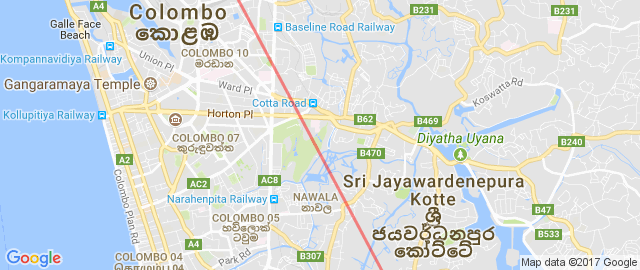 Colombo
කොළඹ
Galle Face
Beach
Baseline Road Railway
B231
B231
Kompannavidiya Railway
Union Pl
COLOMBO 10
මරදාන
Gangaramaya Temple
Ward Pl
Koswatta Rd
Cotta Road
Kollupitiya Railway
Horton Pl
B62
B469
Diyatha Uyana
B240
COLOMBO 07
කුරුඳුවත්ත
A2
B470
AC2
AC8
Sri Jayawardenepura
Kotte
ශ්‍රී
ජයවර්ධනපුර
කෝට්ටේ
Narahenpita Railway
NAWALA
නාවල
Colombo Plan Rd
A2
COLOMBO 05
හව්ලොක්
ටවුම
B47
B533
Park Rd
B307
COLOMBO 04
Google
Map data ©2017 Google